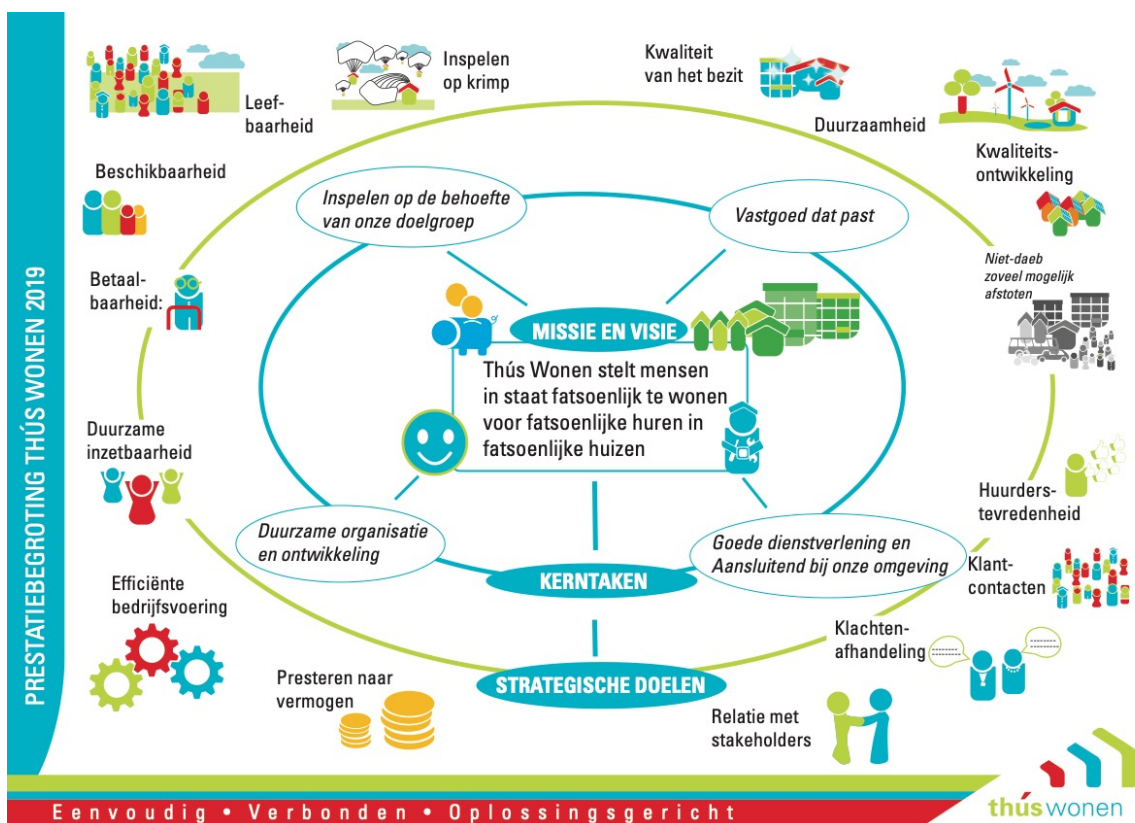 PRESTATIEBEGROTING THÚS WONEN 2019
Leef-
baarheid
Inspelen
op krimp
Kwaliteit
van het bezit
Duurzaamheid
Kwaliteits-
ontwikkeling
Beschikbaarheid
Betaal-
baarheid:
Inspelen op de behoefte
van onze doelgroep
Vastgoed dat past
Niet-daeb
zoveel mogelijk
afstoten
MISSIE EN VISIE
Thús Wonen stelt mensen
in staat fatsoenlijk te wonen
voor fatsoenlijke huren in
fatsoenlijke huizen
Duurzame
inzetbaarheid
Huurders-
tevredenheid
Duurzame organisatie
en ontwikkeling
KERNTAKEN
Goede dienstverlening en
Aansluitend bij onze omgeving
Klant-
contacten
Efficiënte
bedrijfsvoering
Klachten-
afhandeling
Presteren naar
vermogen
STRATEGISCHE DOELEN
Relatie met
stakeholders
Eenvoudig • Verbonden • Oplossingsgericht
thús wonen